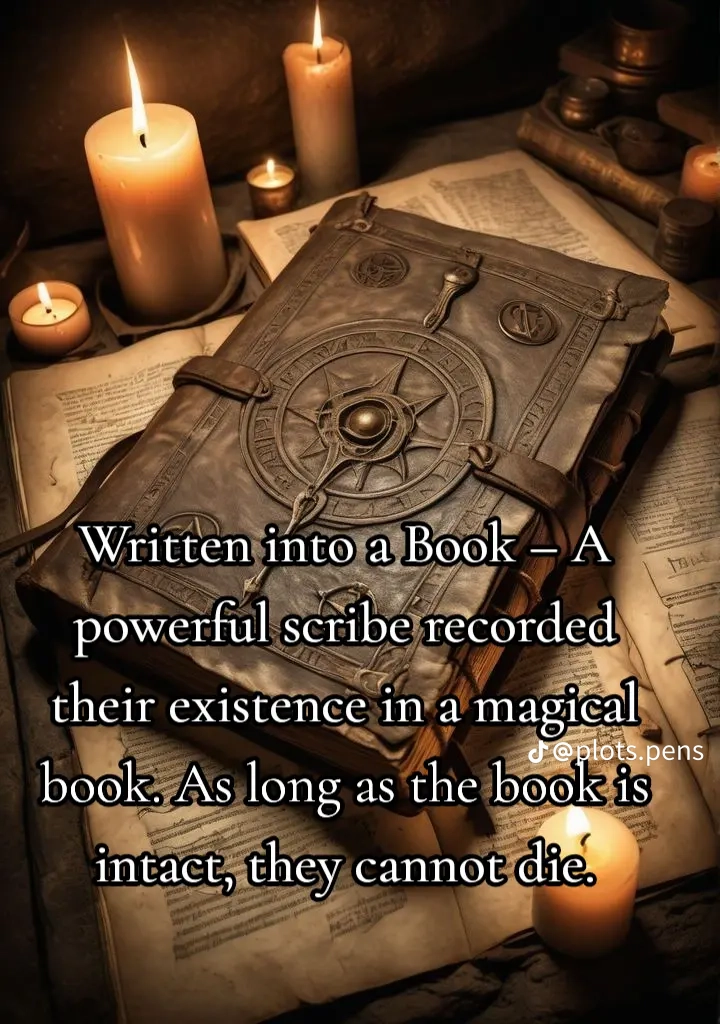 Written into a Book – A
powerful scribe recorded
their existence in a magical
@plots.pens
book. As long as the book is
intact, they cannot die.